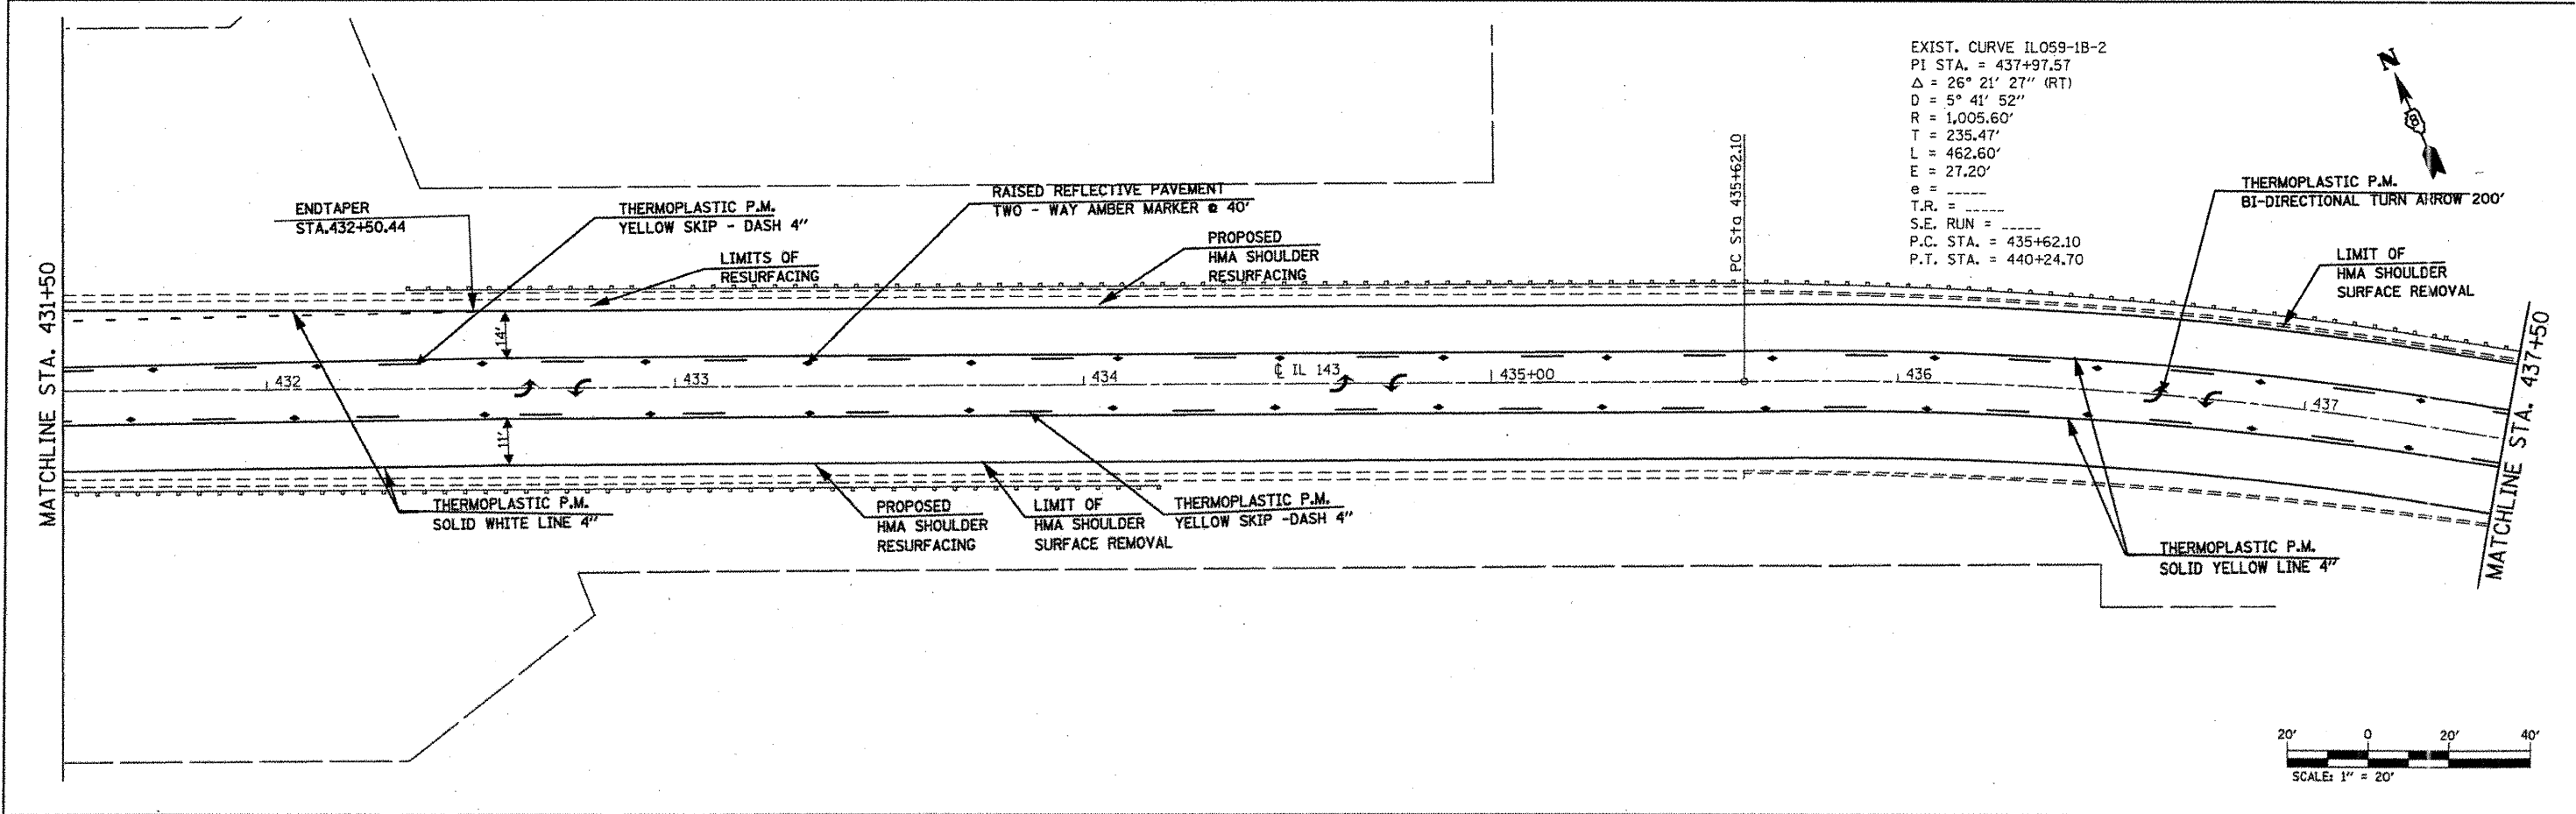 EXIST. CURVE IL059-1B-2
PI STA. = 437+97.57
Δ = 26° 21' 27" (RT)
D = 5° 41' 52"
R = 1,005.60'
T = 235.47'
L = 462.60'
E = 27.20'
e = _____
T.R. = _____
S.E. RUN = _____
P.C. STA. = 435+62.10
P.T. STA. = 440+24.70
N
ENDTAPER
STA.432+50.44
THERMOPLASTIC P.M.
YELLOW SKIP - DASH 4"
LIMITS OF
RESURFACING
RAISED REFLECTIVE PAVEMENT
TWO - WAY AMBER MARKER @ 40'
PROPOSED
HMA SHOULDER
RESURFACING
PC Sta 435+62.10
THERMOPLASTIC P.M.
BI-DIRECTIONAL TURN ARROW 200'
LIMIT OF
HMA SHOULDER
SURFACE REMOVAL
MATCHLINE STA. 431+50
14'
432
433
434
℄ IL 143
435+00
436
437
11'
MATCHLINE STA. 437+50
THERMOPLASTIC P.M.
SOLID WHITE LINE 4"
PROPOSED
HMA SHOULDER
RESURFACING
LIMIT OF
HMA SHOULDER
SURFACE REMOVAL
THERMOPLASTIC P.M.
YELLOW SKIP -DASH 4"
THERMOPLASTIC P.M.
SOLID YELLOW LINE 4"
20' 0 20' 40'
SCALE: 1" = 20'